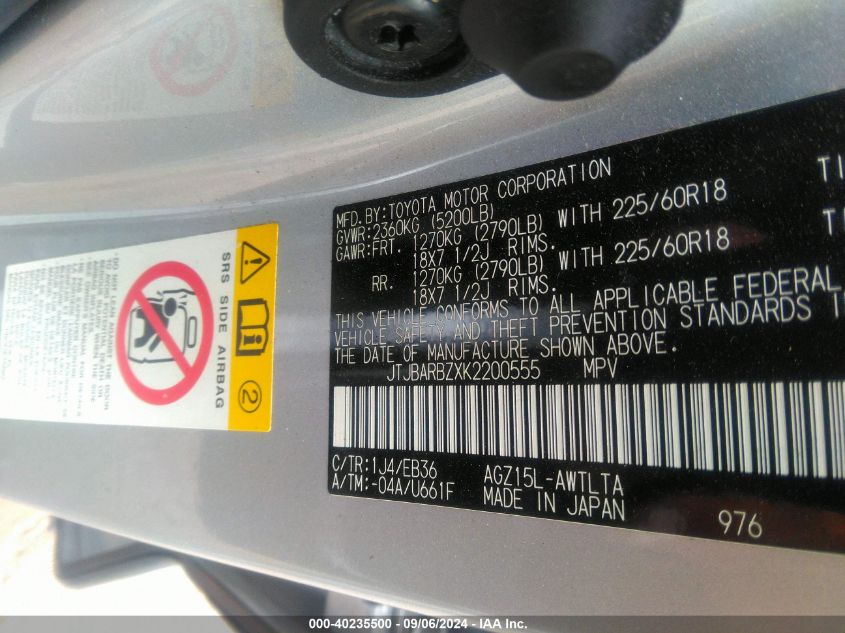 MFD.BY:TOYOTA MOTOR CORPORATION
GVWR:2360KG (5200LB)
GAWR:FRT. 1270KG (2790LB) WITH 225/60R18
18X7 1/2J RIMS.
RR. 1270KG (2790LB) WITH 225/60R18
18X7 1/2J RIMS.
THIS VEHICLE CONFORMS TO ALL APPLICABLE FEDERAL
VEHICLE SAFETY AND THEFT PREVENTION STANDARDS I
THE DATE OF MANUFACTURE SHOWN ABOVE.
JTJBARBZXK2200555 MPV
C/TR:1J4/EB36 AGZ15L-AWTLTA
A/TM:-04A/U661F MADE IN JAPAN
976
TI
SRS SIDE AIRBAG
2
000-40235500 - 09/06/2024 - IAA Inc.